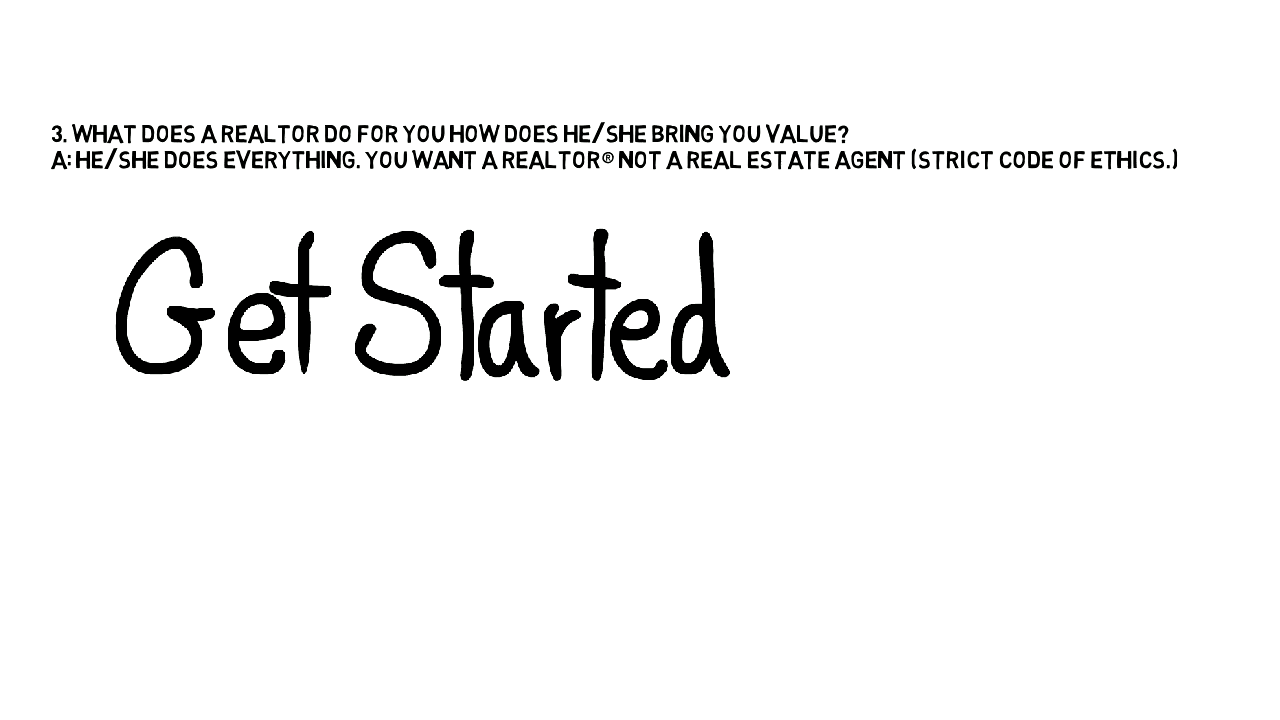 3. WHAT DOES A REALTOR DO FOR YOU HOW DOES HE/SHE BRING YOU VALUE?
A: HE/SHE DOES EVERYTHING. YOU WANT A REALTOR® NOT A REAL ESTATE AGENT (STRICT CODE OF ETHICS.)
Get Started